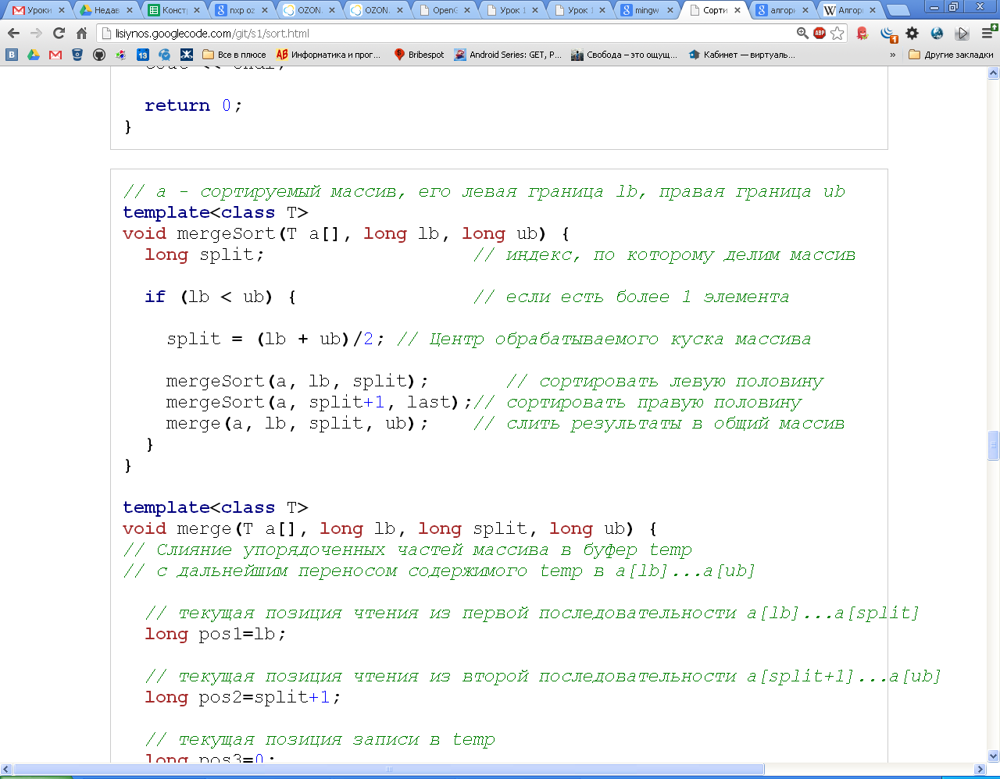 Уроки
Недав
Конст
nxp oz
OZON.
OZON.
OpenG
Урок 1
Урок 1
mingw
Сорти
алгор
Алгор
lisiynos.googlecode.com/git/s1/sort.html
Все в плюсе
Информатика и прог...
Bribespot
Android Series: GET, P...
Свобода – это ощущ...
Кабинет — виртуаль...
»
Другие закладки
return 0;
}
// a - сортируемый массив, его левая граница lb, правая граница ub
template<class T>
void mergeSort(T a[], long lb, long ub) {
long split; // индекс, по которому делим массив
if (lb < ub) { // если есть более 1 элемента
split = (lb + ub)/2; // Центр обрабатываемого куска массива
mergeSort(a, lb, split); // сортировать левую половину
mergeSort(a, split+1, last);// сортировать правую половину
merge(a, lb, split, ub); // слить результаты в общий массив
}
}
template<class T>
void merge(T a[], long lb, long split, long ub) {
// Слияние упорядоченных частей массива в буфер temp
// с дальнейшим переносом содержимого temp в a[lb]...a[ub]
// текущая позиция чтения из первой последовательности a[lb]...a[split]
long pos1=lb;
// текущая позиция чтения из второй последовательности a[split+1]...a[ub]
long pos2=split+1;
// текущая позиция записи в temp
long pos3=0;